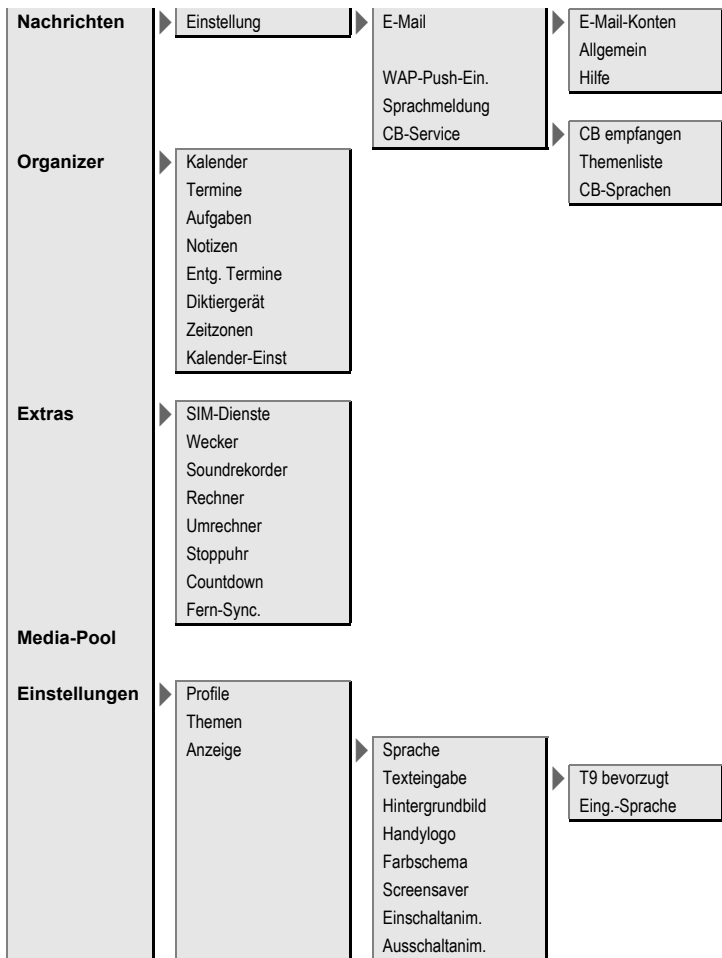 Nachrichten
Einstellung
E-Mail
E-Mail-Konten
Allgemein
Hilfe
WAP-Push-Ein.
Sprachmeldung
CB-Service
CB empfangen
Themenliste
CB-Sprachen
Organizer
Kalender
Termine
Aufgaben
Notizen
Entg. Termine
Diktiergerät
Zeitzonen
Kalender-Einst
Extras
SIM-Dienste
Wecker
Soundrekorder
Rechner
Umrechner
Stoppuhr
Countdown
Fern-Sync.
Media-Pool
Einstellungen
Profile
Themen
Anzeige
Sprache
Texteingabe
T9 bevorzugt
Eing.-Sprache
Hintergrundbild
Handylogo
Farbschema
Screensaver
Einschaltanim.
Ausschaltanim.